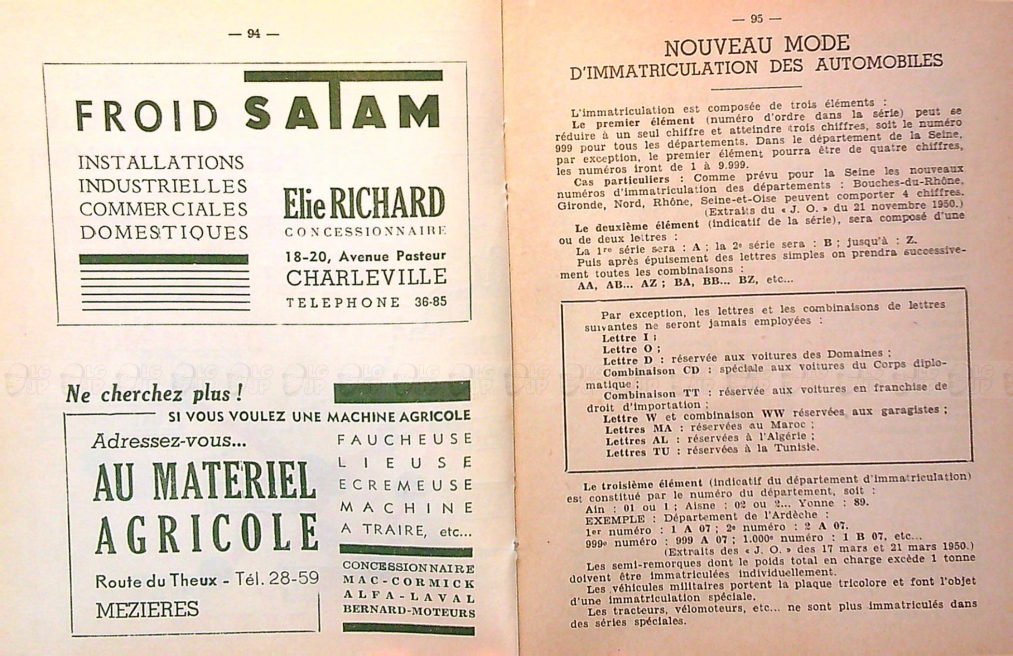 — 94 —
FROID SATAM
INSTALLATIONS
INDUSTRIELLES
COMMERCIALES
DOMESTIQUES
Elie RICHARD
CONCESSIONNAIRE
18-20, Avenue Pasteur
CHARLEVILLE
TELEPHONE 36-85
Ne cherchez plus !
SI VOUS VOULEZ UNE MACHINE AGRICOLE
Adressez-vous...
AU MATERIEL
AGRICOLE
Route du Theux - Tél. 28-59
MEZIERES
FAUCHEUSE
LIEUSE
ECREMEUSE
MACHINE
A TRAIRE, etc...
CONCESSIONNAIRE
MAC-CORMICK
ALFA-LAVAL
BERNARD-MOTEURS
— 95 —
NOUVEAU MODE
D'IMMATRICULATION DES AUTOMOBILES
L'immatriculation est composée de trois éléments :
Le premier élément (numéro d'ordre dans la série) peut se
réduire à un seul chiffre et atteindre trois chiffres, soit le numéro
999 pour tous les départements. Dans le département de la Seine,
par exception, le premier élément pourra être de quatre chiffres,
les numéros iront de 1 à 9.999.
Cas particuliers : Comme prévu pour la Seine les nouveaux
numéros d'immatriculation des départements : Bouches-du-Rhône,
Gironde, Nord, Rhône, Seine-et-Oise peuvent comporter 4 chiffres.
(Extraits du « J. O. » du 21 novembre 1950.)
Le deuxième élément (indicatif de la série), sera composé d'une
ou de deux lettres :
La 1re série sera : A ; la 2e série sera : B ; jusqu'à : Z.
Puis après épuisement des lettres simples on prendra successive-
ment toutes les combinaisons :
AA, AB... AZ ; BA, BB... BZ, etc...
Par exception, les lettres et les combinaisons de lettres
suivantes ne seront jamais employées :
Lettre I ;
Lettre O ;
Lettre D : réservée aux voitures des Domaines ;
Combinaison CD : spéciale aux voitures du Corps diplo-
matique ;
Combinaison TT : réservée aux voitures en franchise de
droit d'importation ;
Lettre W et combinaison WW réservées aux garagistes ;
Lettres MA : réservées au Maroc ;
Lettres AL : réservées à l'Algérie ;
Lettres TU : réservées à la Tunisie.
Le troisième élément (indicatif du département d'immatriculation)
est constitué par le numéro du département, soit :
Ain : 01 ou 1 ; Aisne : 02 ou 2... Yonne : 89.
EXEMPLE : Département de l'Ardèche :
1er numéro : 1 A 07 ; 2e numéro : 2 A 07.
999e numéro : 999 A 07 ; 1.000e numéro : 1 B 07, etc...
(Extraits des « J. O. » des 17 mars et 21 mars 1950.)
Les semi-remorques dont le poids total en charge excède 1 tonne
doivent être immatriculées individuellement.
Les véhicules militaires portent la plaque tricolore et font l'objet
d'une immatriculation spéciale.
Les tracteurs, vélomoteurs, etc... ne sont plus immatriculés dans
des séries spéciales.